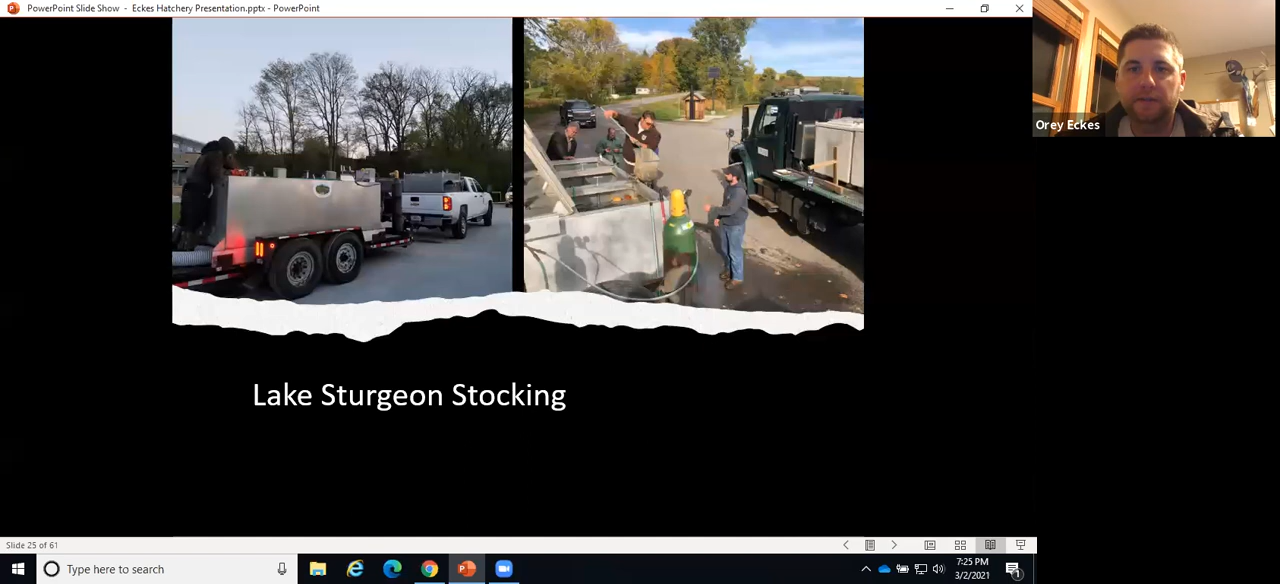 PowerPoint Slide Show - Eckes Hatchery Presentation.pptx - PowerPoint
Orey Eckes
Lake Sturgeon Stocking
Slide 25 of 61
Type here to search
7:25 PM
3/2/2021
1